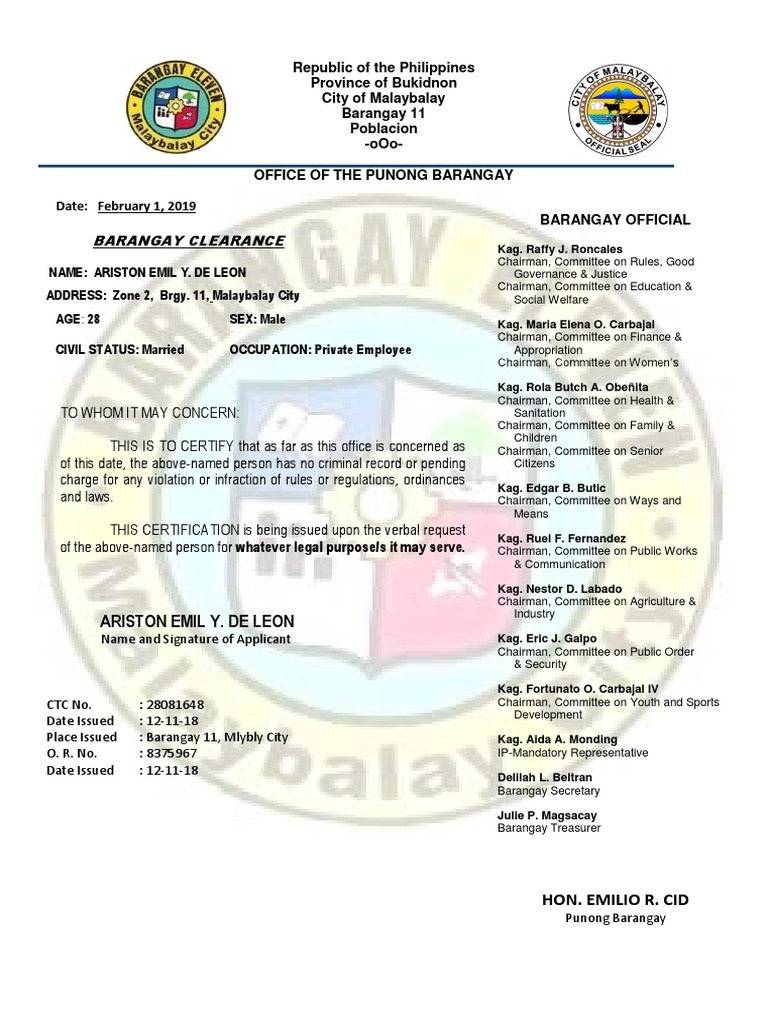 BARANGAY ELEVEN
Malaybalay City
Republic of the Philippines
Province of Bukidnon
City of Malaybalay
Barangay 11
Poblacion
-oOo-
CITY OF MALAYBALAY
OFFICIAL SEAL
OFFICE OF THE PUNONG BARANGAY
Date: February 1, 2019
BARANGAY CLEARANCE
NAME: ARISTON EMIL Y. DE LEON
ADDRESS: Zone 2, Brgy. 11, Malaybalay City
AGE: 28 SEX: Male
CIVIL STATUS: Married OCCUPATION: Private Employee
TO WHOM IT MAY CONCERN:
THIS IS TO CERTIFY that as far as this office is concerned as
of this date, the above-named person has no criminal record or pending
charge for any violation or infraction of rules or regulations, ordinances
and laws.
THIS CERTIFICATION is being issued upon the verbal request
of the above-named person for whatever legal purpose/s it may serve.
ARISTON EMIL Y. DE LEON
Name and Signature of Applicant
CTC No. : 28081648
Date Issued : 12-11-18
Place Issued : Barangay 11, Mlybly City
O. R. No. : 8375967
Date Issued : 12-11-18
BARANGAY OFFICIAL
Kag. Raffy J. Roncales
Chairman, Committee on Rules, Good
Governance & Justice
Chairman, Committee on Education &
Social Welfare
Kag. Maria Elena O. Carbajal
Chairman, Committee on Finance &
Appropriation
Chairman, Committee on Women's
Kag. Rola Butch A. Obeñita
Chairman, Committee on Health &
Sanitation
Chairman, Committee on Family &
Children
Chairman, Committee on Senior
Citizens
Kag. Edgar B. Butic
Chairman, Committee on Ways and
Means
Kag. Ruel F. Fernandez
Chairman, Committee on Public Works
& Communication
Kag. Nestor D. Labado
Chairman, Committee on Agriculture &
Industry
Kag. Eric J. Galpo
Chairman, Committee on Public Order
& Security
Kag. Fortunato O. Carbajal IV
Chairman, Committee on Youth and Sports
Development
Kag. Aida A. Monding
IP-Mandatory Representative
Delilah L. Beltran
Barangay Secretary
Julie P. Magsacay
Barangay Treasurer
HON. EMILIO R. CID
Punong Barangay
BARANGAY ELEVEN
Malaybalay City